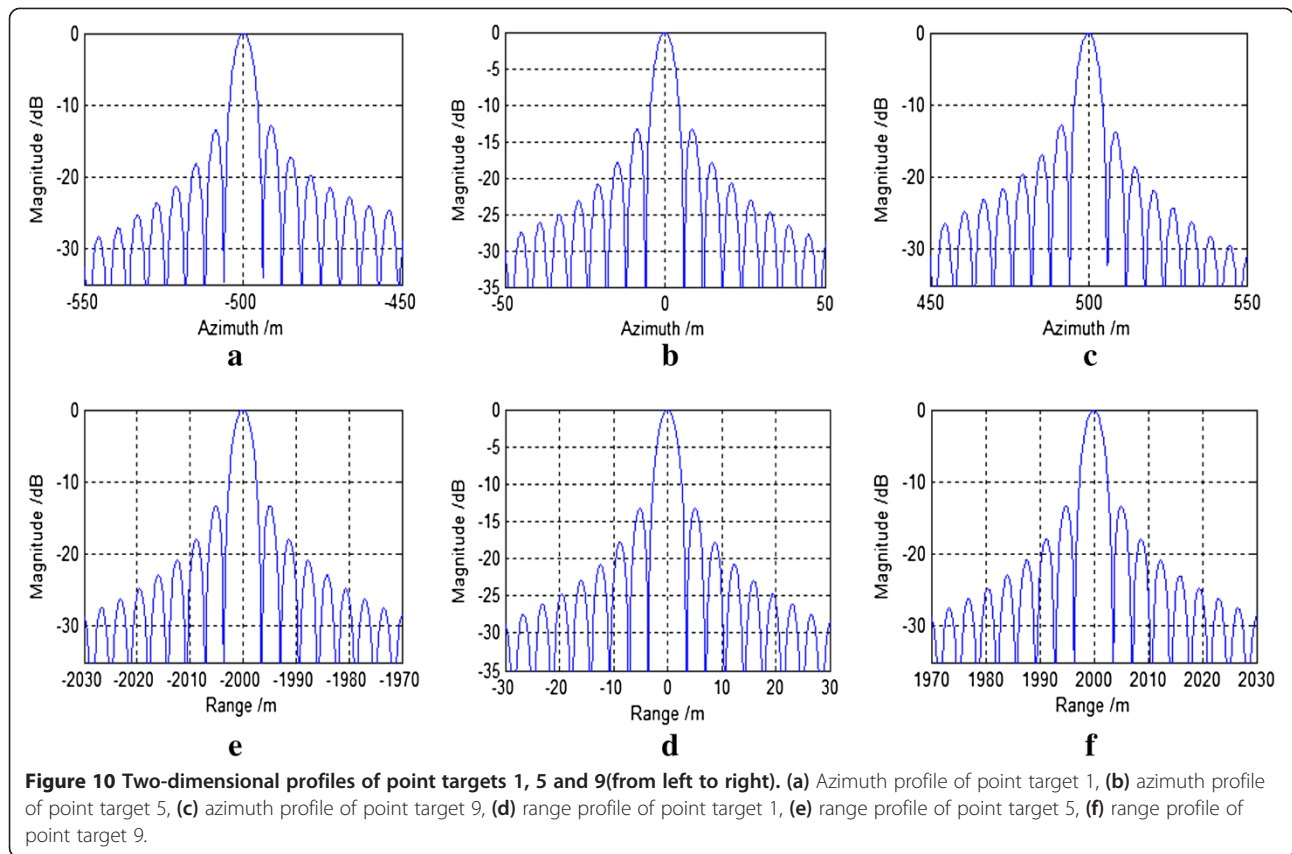 0
-10
-20
-30
Magnitude /dB
-550
-500
-450
Azimuth /m
a
0
-5
-10
-15
-20
-25
-30
-35
Magnitude /dB
-50
0
50
Azimuth /m
b
0
-10
-20
-30
Magnitude /dB
450
500
550
Azimuth /m
c
0
-10
-20
-30
Magnitude /dB
-2030
-2020
-2010
-2000
-1990
-1980
-1970
Range /m
e
0
-5
-10
-15
-20
-25
-30
-35
Magnitude /dB
-30
-20
-10
0
10
20
30
Range /m
d
0
-10
-20
-30
Magnitude /dB
1970
1980
1990
2000
2010
2020
2030
Range /m
f
Figure 10 Two-dimensional profiles of point targets 1, 5 and 9(from left to right). (a) Azimuth profile of point target 1, (b) azimuth profile
of point target 5, (c) azimuth profile of point target 9, (d) range profile of point target 1, (e) range profile of point target 5, (f) range profile of
point target 9.